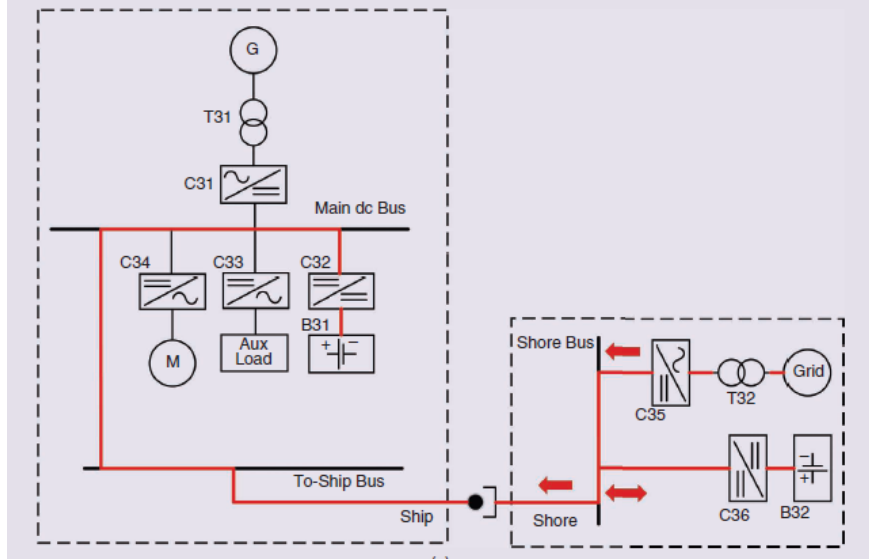 G
T31
C31
Main dc Bus
C34
C33
C32
B31
+ −
M
Aux
Load
To-Ship Bus
Ship
Shore Bus
Grid
C35
T32
−
+
C36
B32
Shore